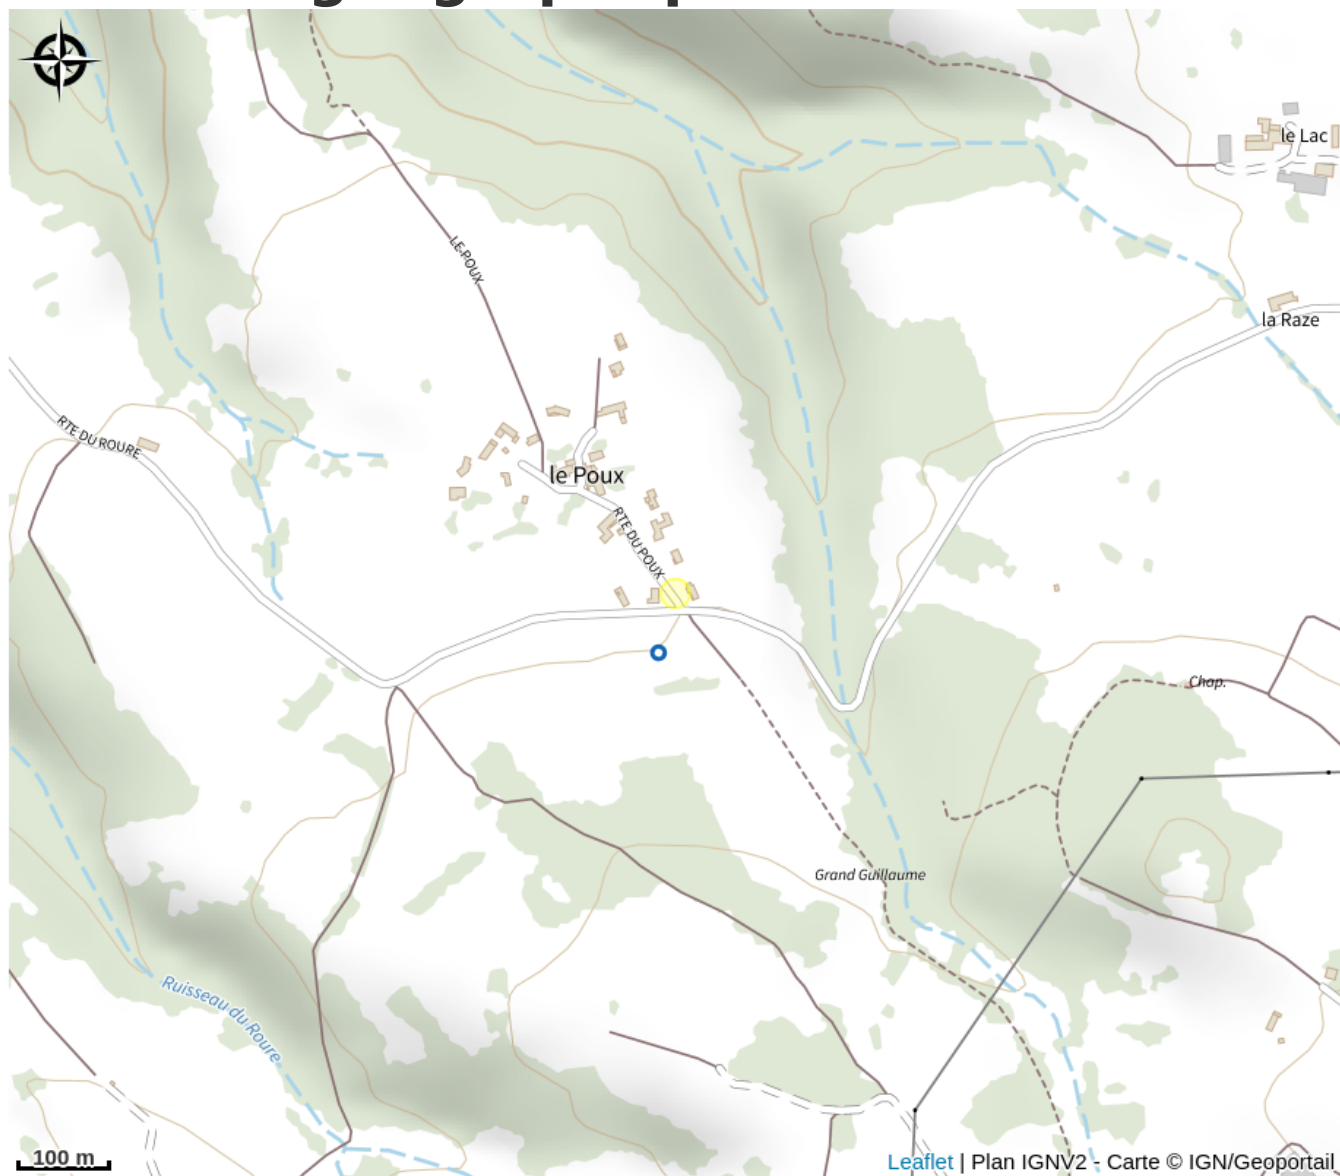 le Lac
LE POUX
la Raze
RTE DU ROURE
le Poux
RTE DU POUX
Chap.
Grand Guillaume
Ruisseau du Roure
100 m
Leaflet | Plan IGNV2 - Carte © IGN/Geoportail